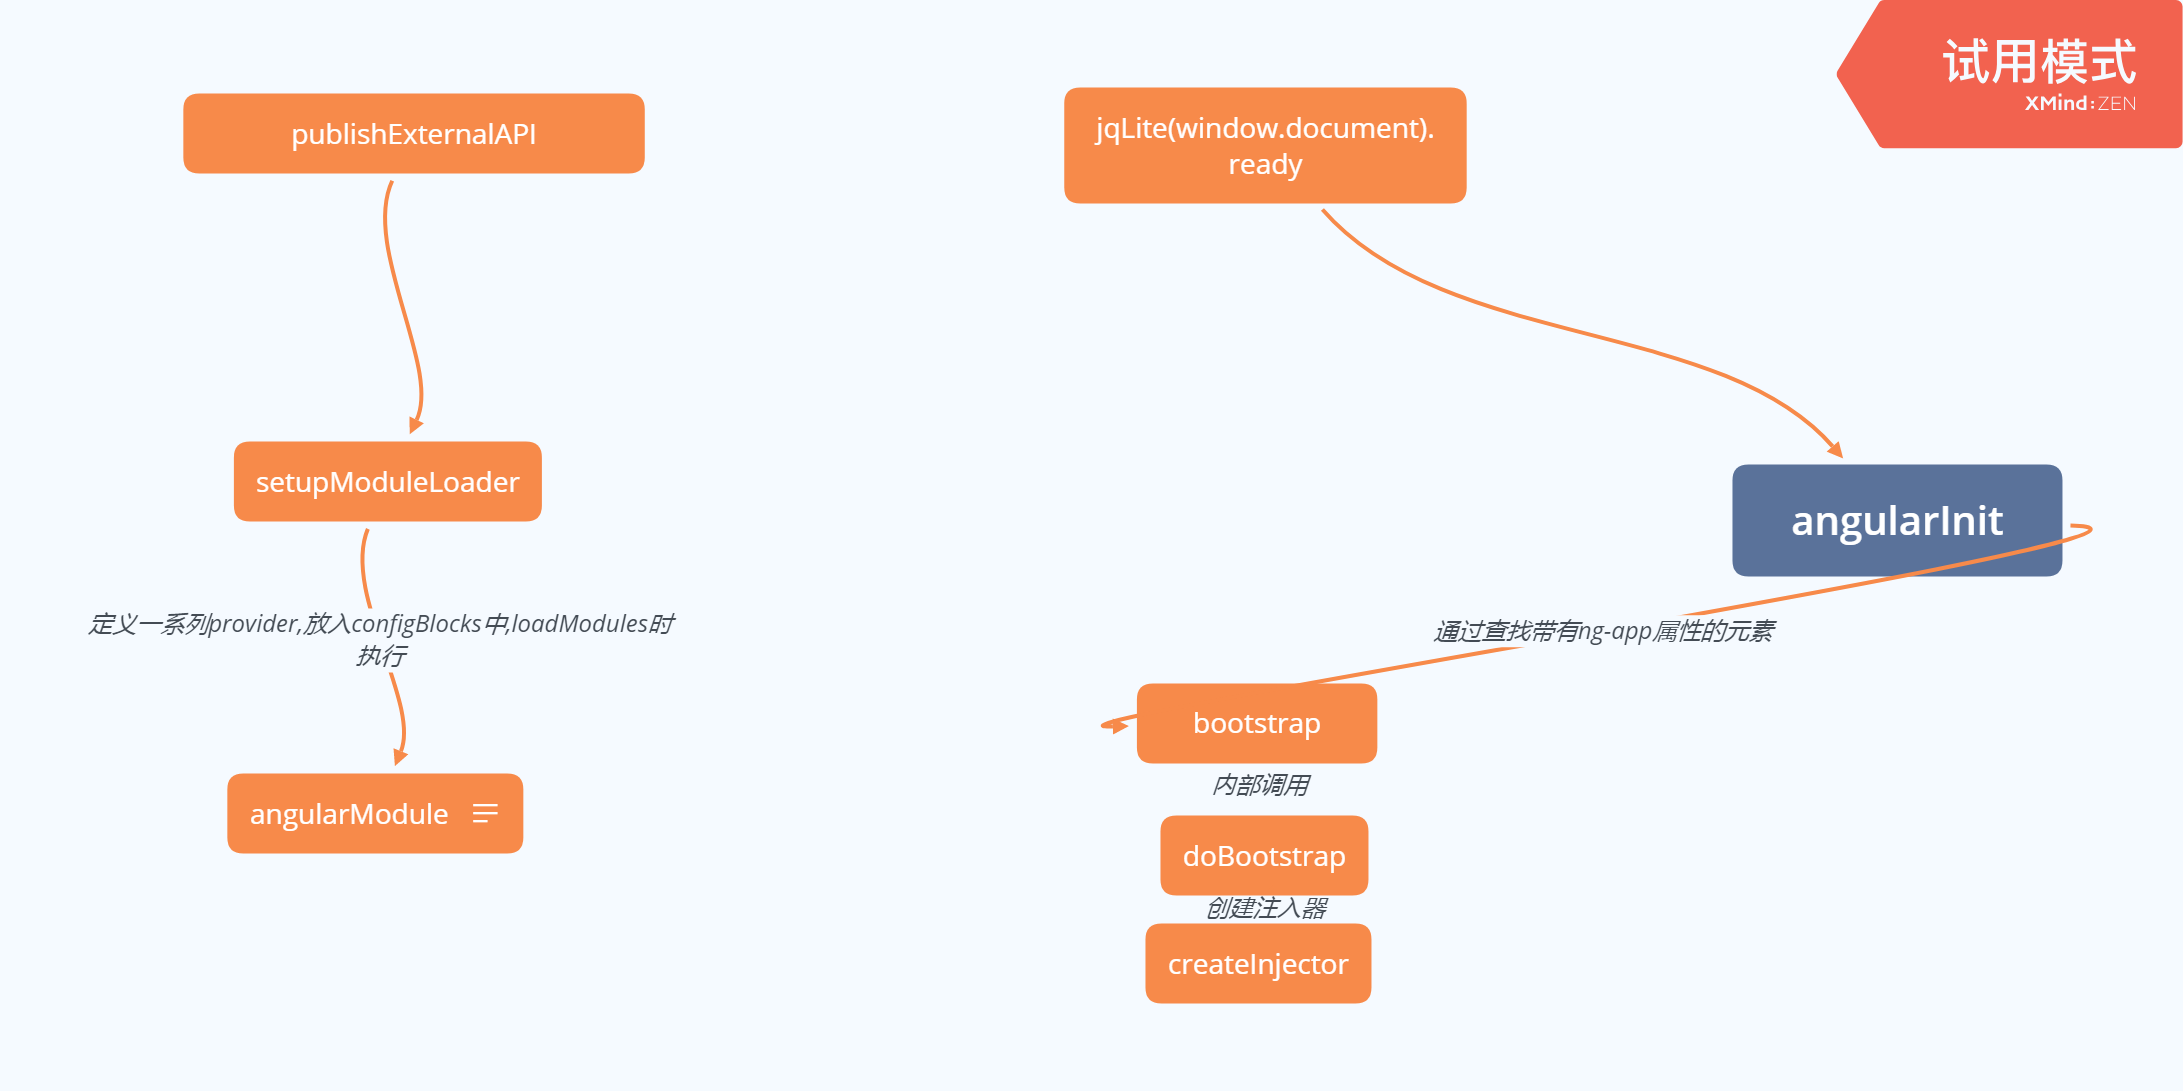 试用模式
XMind:ZEN
publishExternalAPI
jqLite(window.document).
ready
setupModuleLoader
angularInit
定义一系列provider,放入configBlocks中,loadModules时
执行
通过查找带有ng-app属性的元素
bootstrap
内部调用
angularModule
doBootstrap
创建注入器
createInjector